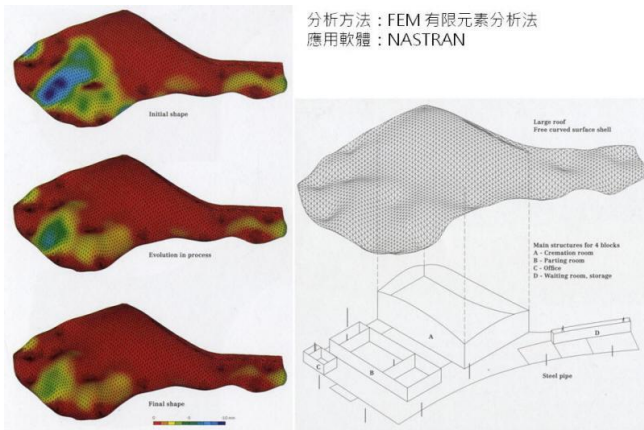 分析方法：FEM 有限元素分析法
應用軟體：NASTRAN
Initial shape
Evolution in process
Final shape
Large roof
Free curved surface shell
Main structures for 4 blocks
A - Cremation room
B - Parting room
C - Office
D - Waiting room, storage
A
B
C
D
Steel pipe